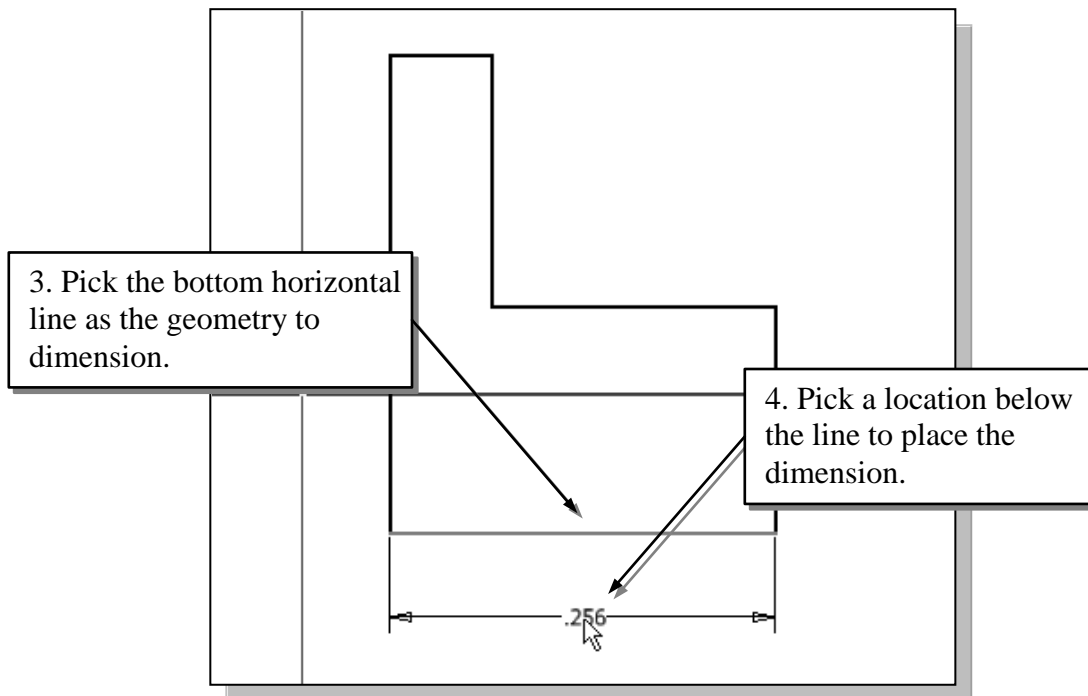 3. Pick the bottom horizontal
line as the geometry to
dimension.
4. Pick a location below
the line to place the
dimension.
.256